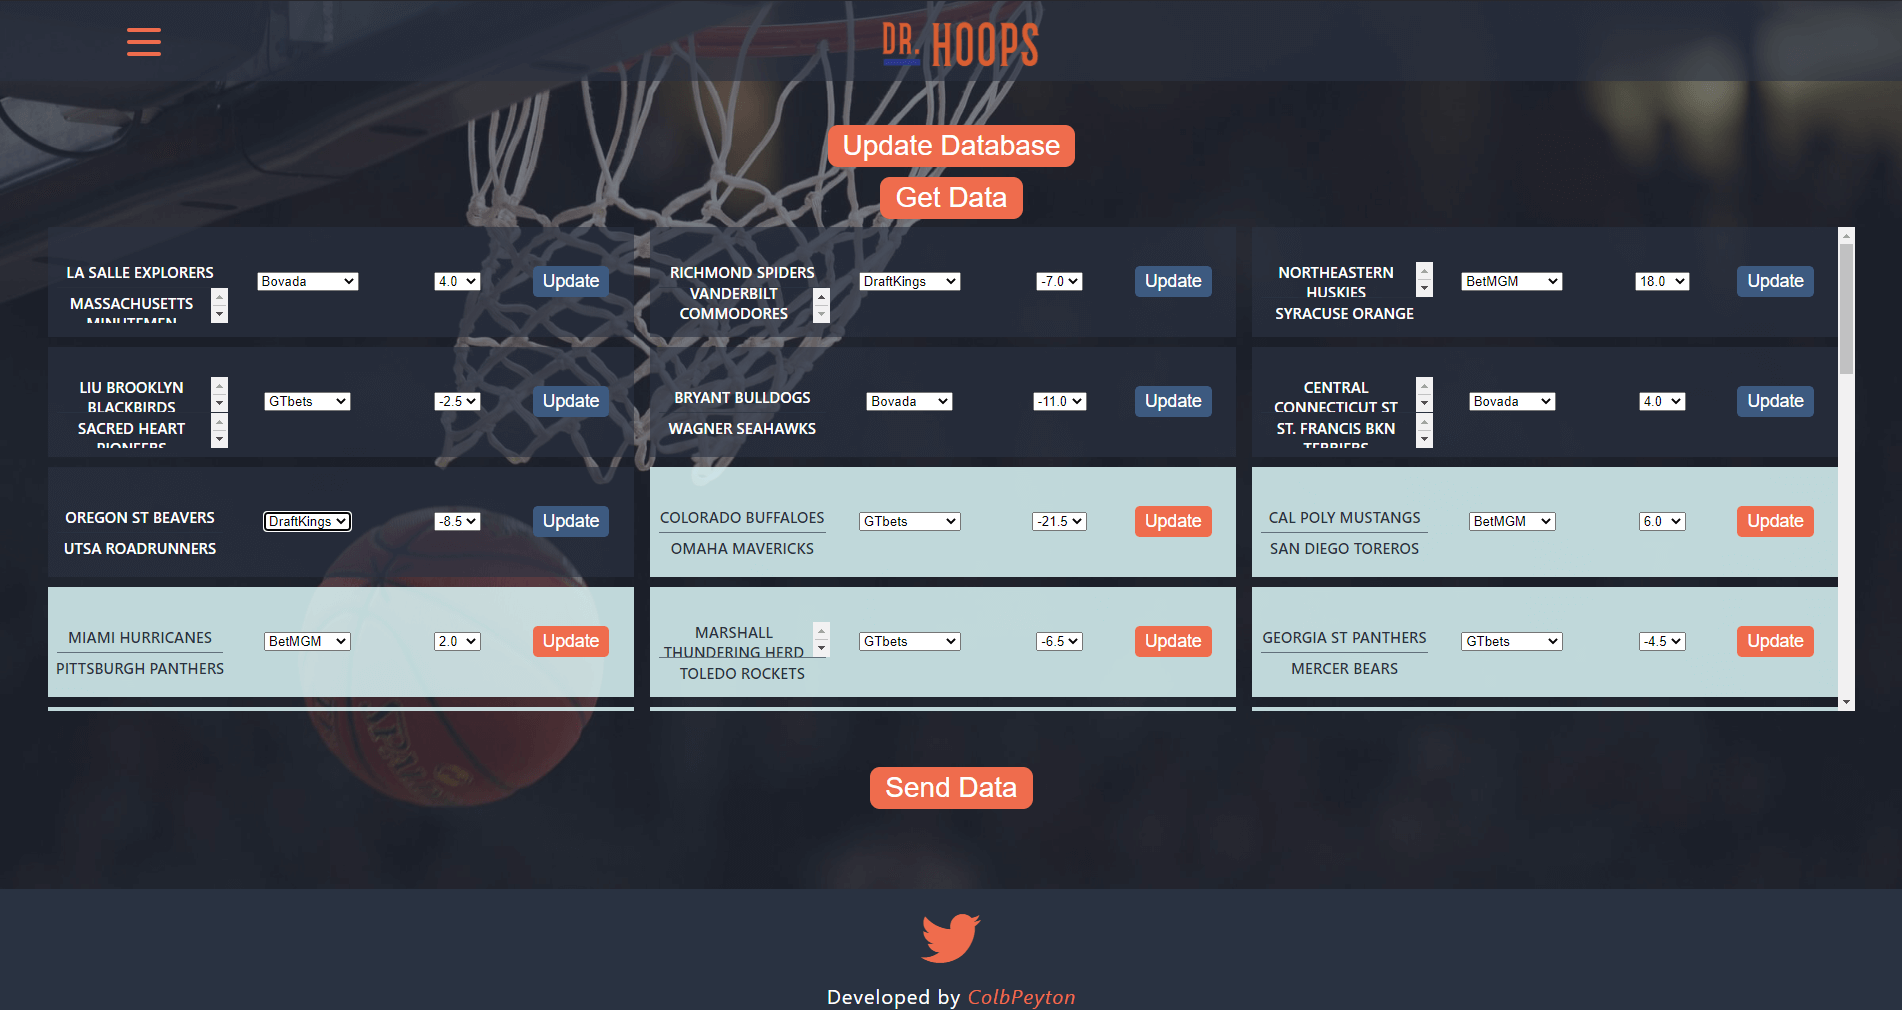 DR. HOOPS
Update Database
Get Data
LA SALLE EXPLORERS
MASSACHUSETTS
MINUTEMEN
Bovada
4.0
Update
RICHMOND SPIDERS
VANDERBILT
COMMODORES
DraftKings
-7.0
Update
NORTHEASTERN
HUSKIES
SYRACUSE ORANGE
BetMGM
18.0
Update
LIU BROOKLYN
BLACKBIRDS
SACRED HEART
PIONEERS
GTbets
-2.5
Update
BRYANT BULLDOGS
WAGNER SEAHAWKS
Bovada
-11.0
Update
CENTRAL
CONNECTICUT ST
ST. FRANCIS BKN
TERRIERS
Bovada
4.0
Update
OREGON ST BEAVERS
UTSA ROADRUNNERS
DraftKings
-8.5
Update
COLORADO BUFFALOES
OMAHA MAVERICKS
GTbets
-21.5
Update
CAL POLY MUSTANGS
SAN DIEGO TOREROS
BetMGM
6.0
Update
MIAMI HURRICANES
PITTSBURGH PANTHERS
BetMGM
2.0
Update
MARSHALL
THUNDERING HERD
TOLEDO ROCKETS
GTbets
-6.5
Update
GEORGIA ST PANTHERS
MERCER BEARS
GTbets
-4.5
Update
Send Data
Developed by ColbPeyton